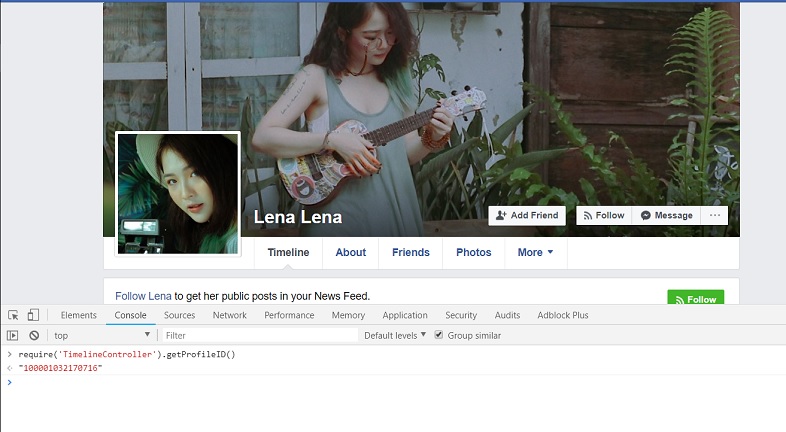 Lena Lena
Add Friend
Follow
Message
...
Timeline
About
Friends
Photos
More
Follow Lena to get her public posts in your News Feed.
Follow
Elements
Console
Sources
Network
Performance
Memory
Application
Security
Audits
Adblock Plus
top
Filter
Default levels
Group similar
> require('TimelineController').getProfileID()
"100001032170716"
>